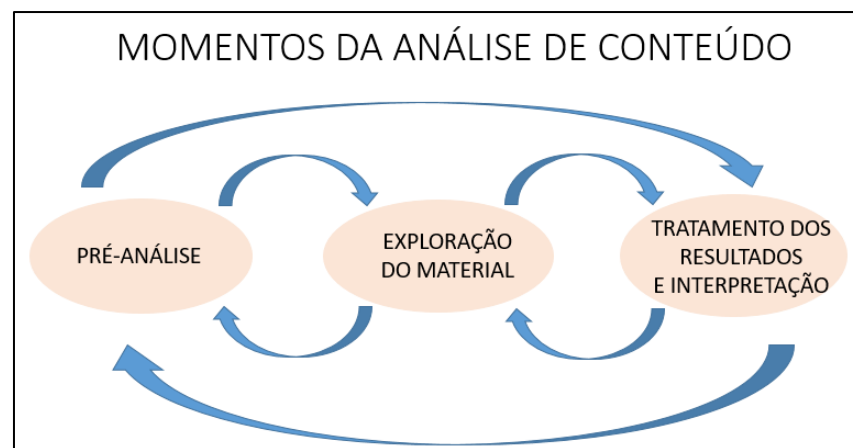 MOMENTOS DA ANÁLISE DE CONTEÚDO
PRÉ-ANÁLISE
EXPLORAÇÃO
DO MATERIAL
TRATAMENTO DOS
RESULTADOS
E INTERPRETAÇÃO